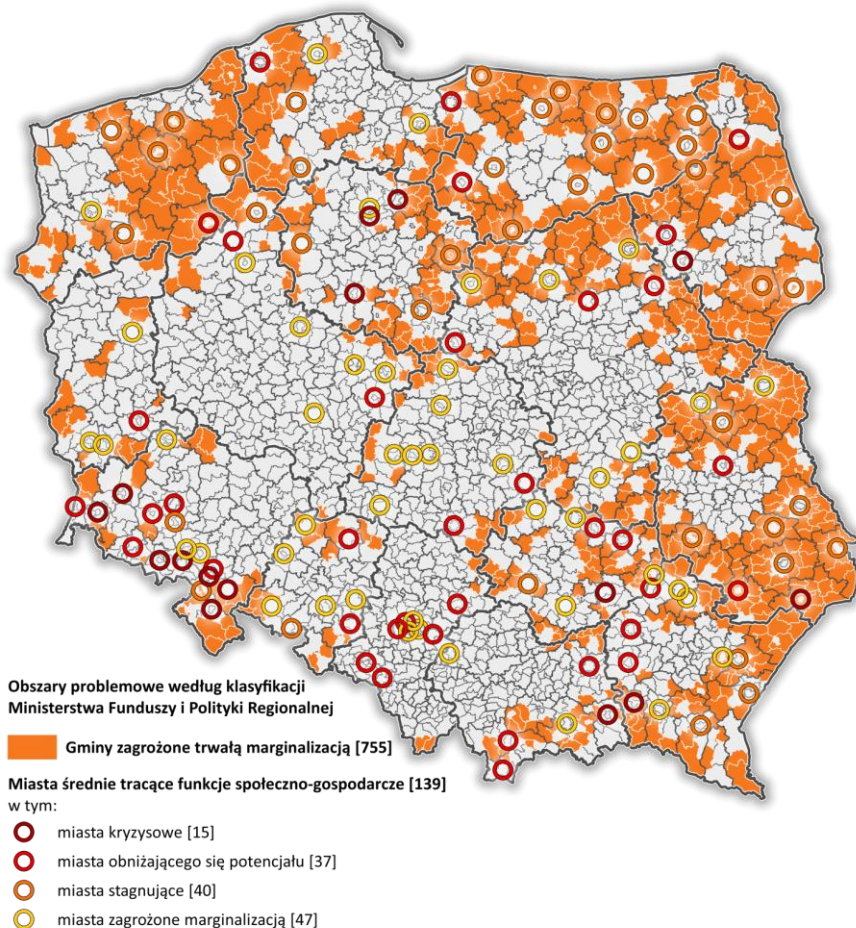 Obszary problemowe według klasyfikacji
Ministerstwa Funduszy i Polityki Regionalnej
Gminy zagrożone trwałą marginalizacją [755]
Miasta średnie tracące funkcje społeczno-gospodarcze [139]
w tym:
miasta kryzysowe [15]
miasta obniżającego się potencjału [37]
miasta stagnujące [40]
miasta zagrożone marginalizacją [47]